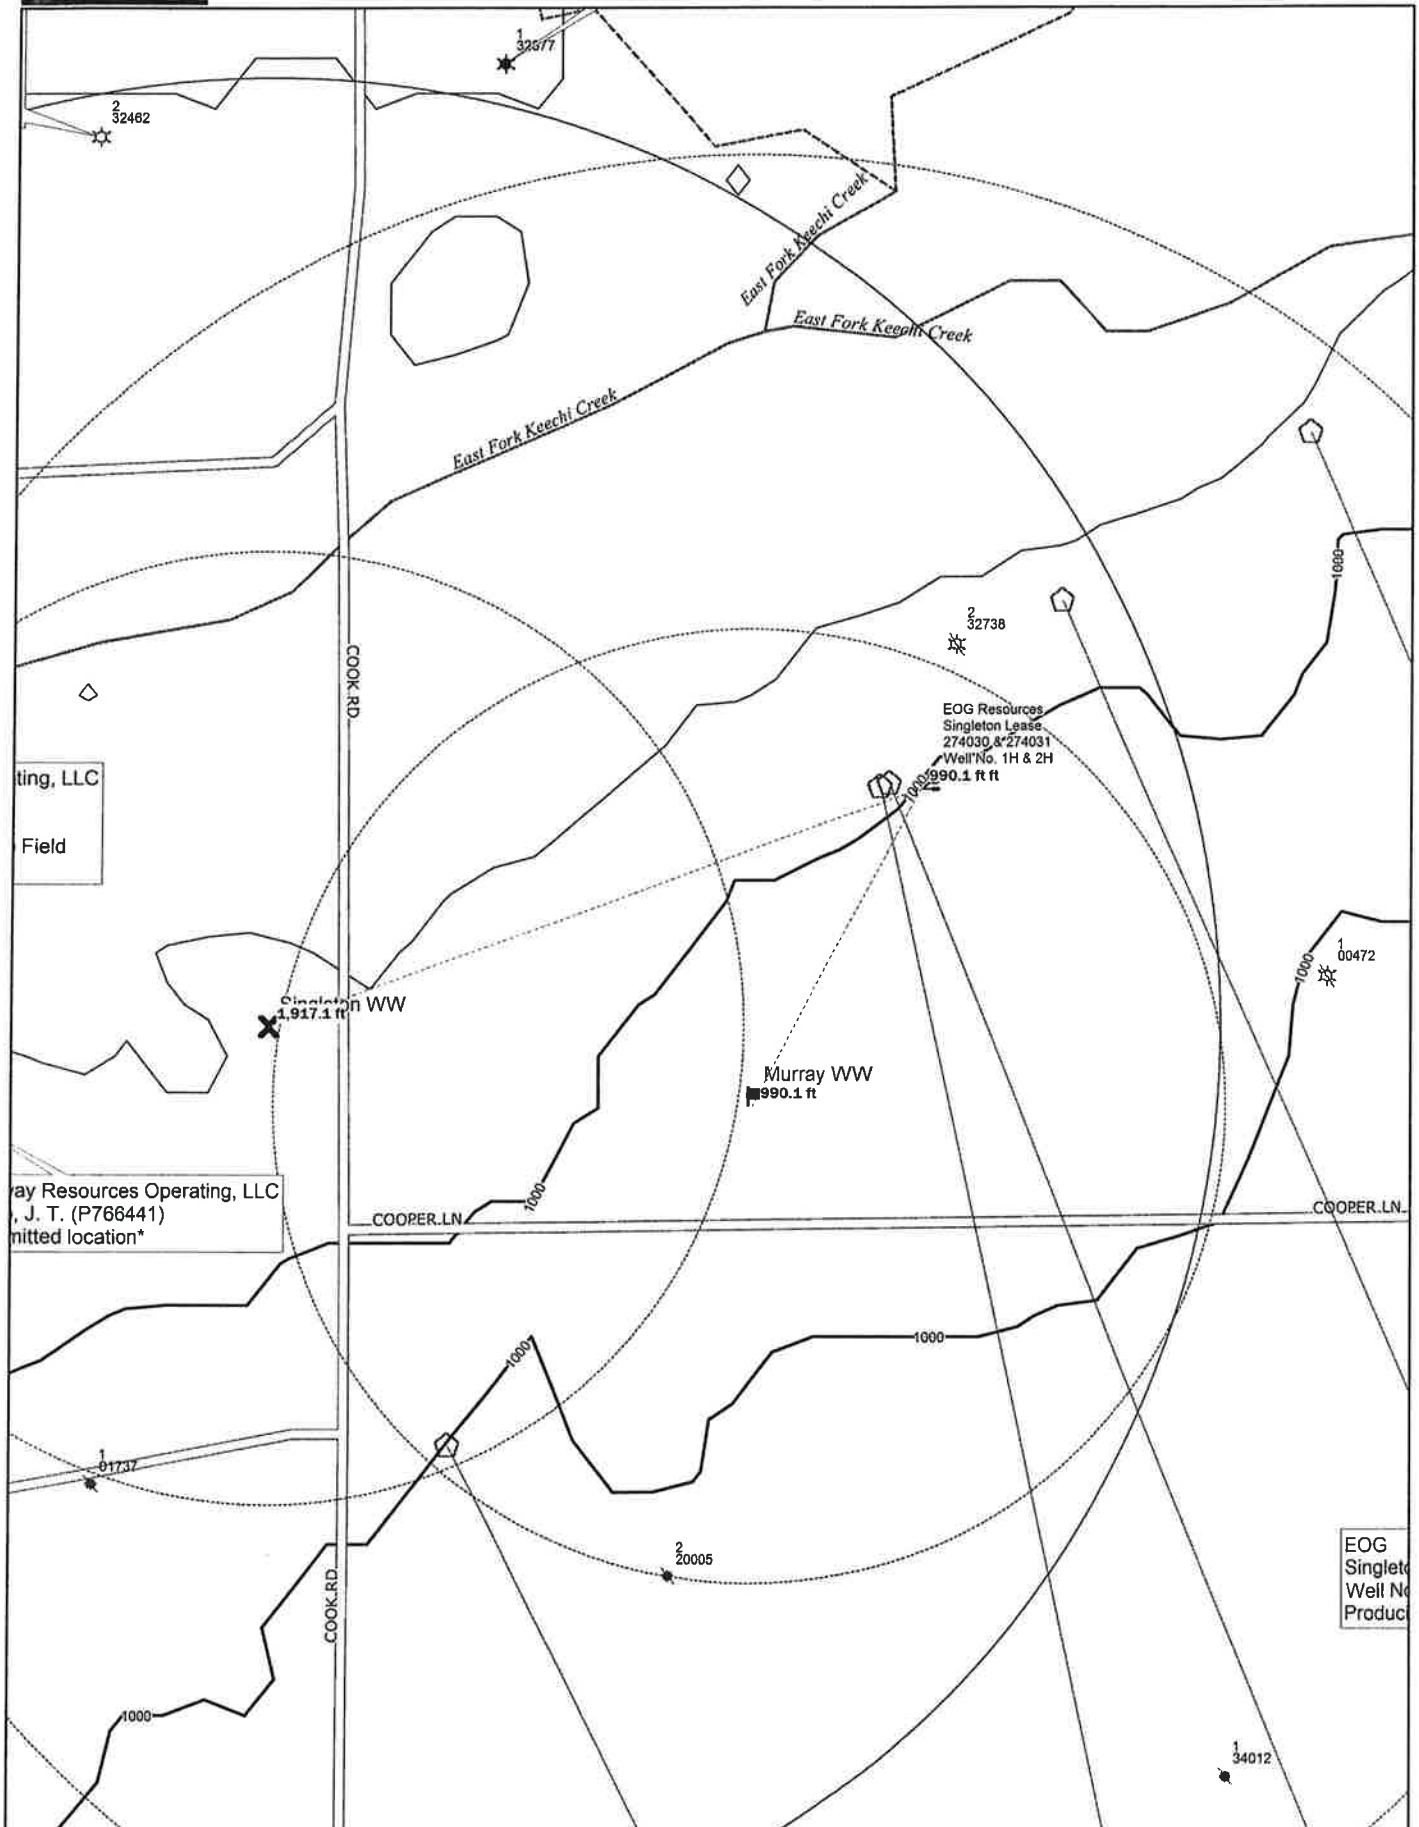 1
32377
2
32462
East Fork Keechi Creek
East Fork Keechi Creek
East Fork Keechi Creek
1000
2
32738
COOK RD
EOG Resources
Singleton Lease
274030 & 274031
Well No. 1H & 2H
990.1 ft ft
1000
ting, LLC
Field
1
00472
1000
Singleton WW
1,917.1 ft
Murray WW
990.1 ft
way Resources Operating, LLC
, J. T. (P766441)
mitted location*
1000
COOPER LN
COOPER LN
1000
1000
1
01737
2
20005
EOG
Singleto
Well No
Produci
COOK RD
1000
1
34012